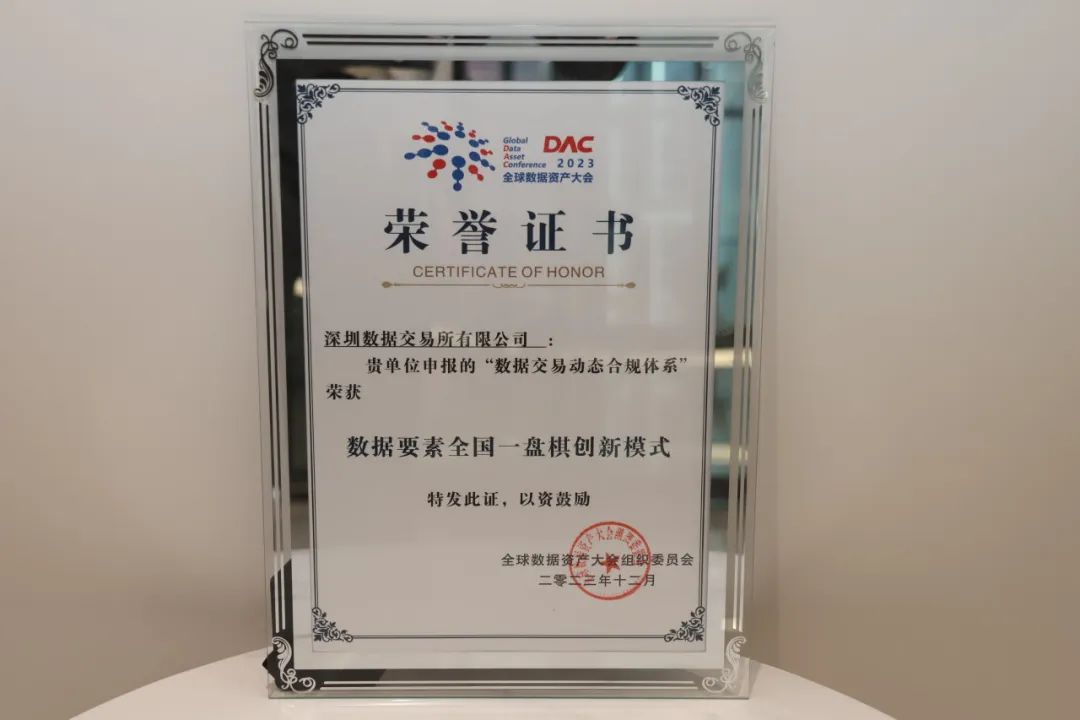 Global
Data
Asset
Conference
DAC
2023
全球数据资产大会
荣誉证书
CERTIFICATE OF HONOR
深圳数据交易所有限公司：
贵单位申报的“数据交易动态合规体系”
荣获
数据要素全国一盘棋创新模式
特发此证，以资鼓励
全球数据资产大会组织委员会
二零二三年十二月